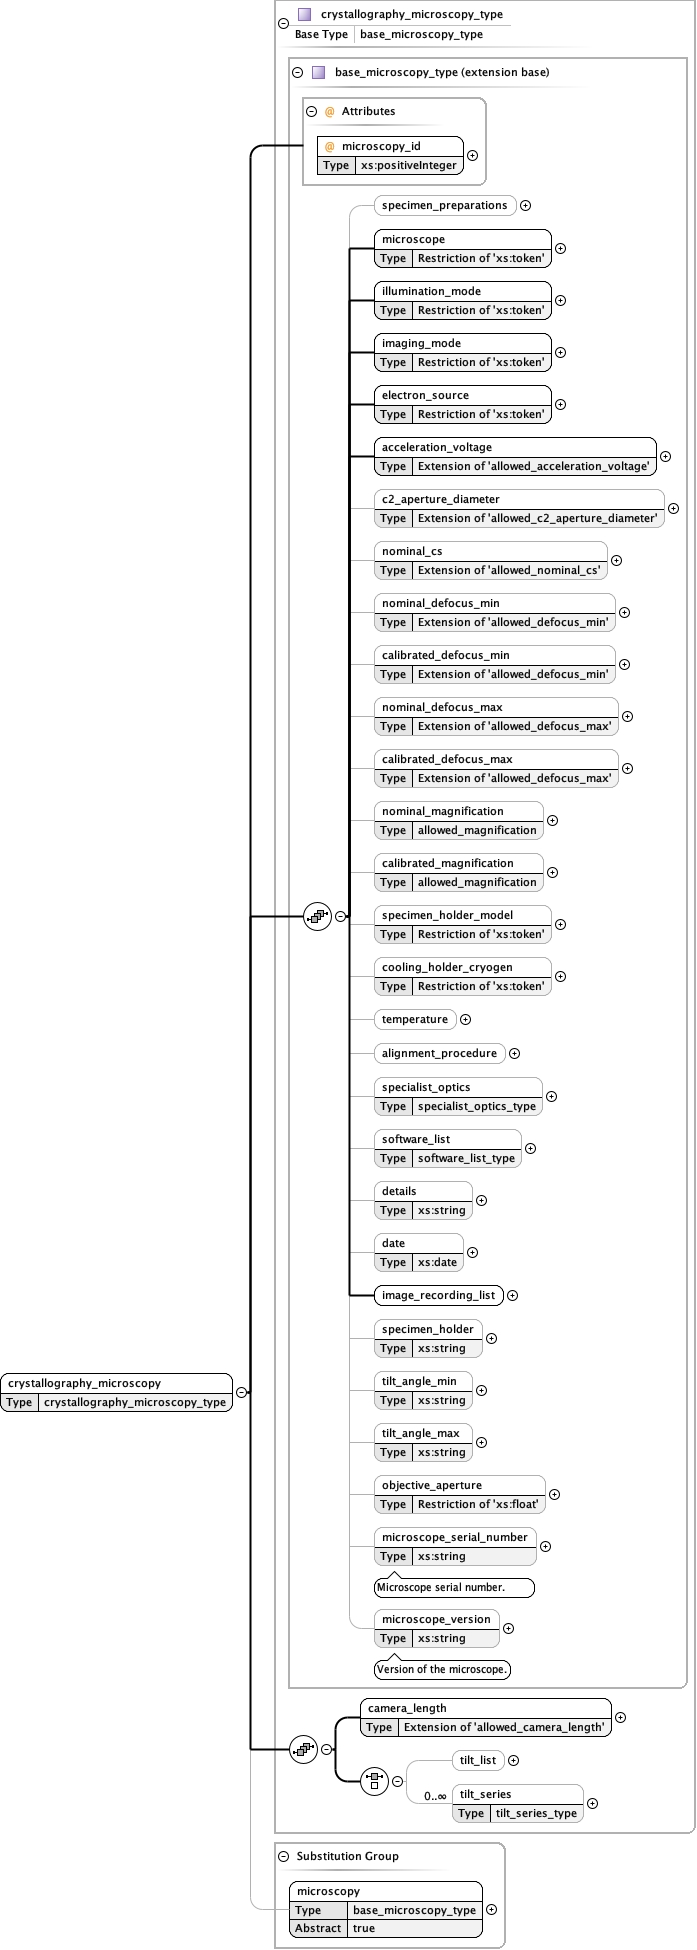 crystallography_microscopy_type
Base Type base_microscopy_type
base_microscopy_type (extension base)
@ Attributes
@ microscopy_id
Type xs:positiveInteger
specimen_preparations
microscope
Type Restriction of 'xs:token'
illumination_mode
Type Restriction of 'xs:token'
imaging_mode
Type Restriction of 'xs:token'
electron_source
Type Restriction of 'xs:token'
acceleration_voltage
Type Extension of 'allowed_acceleration_voltage'
c2_aperture_diameter
Type Extension of 'allowed_c2_aperture_diameter'
nominal_cs
Type Extension of 'allowed_nominal_cs'
nominal_defocus_min
Type Extension of 'allowed_defocus_min'
calibrated_defocus_min
Type Extension of 'allowed_defocus_min'
nominal_defocus_max
Type Extension of 'allowed_defocus_max'
calibrated_defocus_max
Type Extension of 'allowed_defocus_max'
nominal_magnification
Type allowed_magnification
calibrated_magnification
Type allowed_magnification
specimen_holder_model
Type Restriction of 'xs:token'
cooling_holder_cryogen
Type Restriction of 'xs:token'
temperature
alignment_procedure
specialist_optics
Type specialist_optics_type
software_list
Type software_list_type
details
Type xs:string
date
Type xs:date
image_recording_list
specimen_holder
Type xs:string
crystallography_microscopy
Type crystallography_microscopy_type
tilt_angle_min
Type xs:string
tilt_angle_max
Type xs:string
objective_aperture
Type Restriction of 'xs:float'
microscope_serial_number
Type xs:string
Microscope serial number.
microscope_version
Type xs:string
Version of the microscope.
camera_length
Type Extension of 'allowed_camera_length'
tilt_list
0..∞
tilt_series
Type tilt_series_type
Substitution Group
microscopy
Type base_microscopy_type
Abstract true